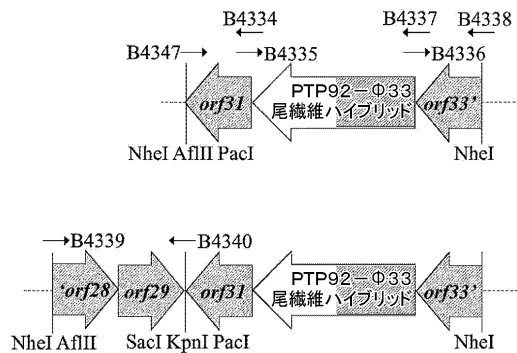 B4334
B4337
B4338
B4347
B4335
B4336
orf31
PTP92-Φ33
尾繊維ハイブリッド
orf33'
NheI AflII PacI
NheI
B4339
B4340
'orf28
orf29
orf31
PTP92-Φ33
尾繊維ハイブリッド
orf33'
NheI AflII
SacI KpnI PacI
NheI